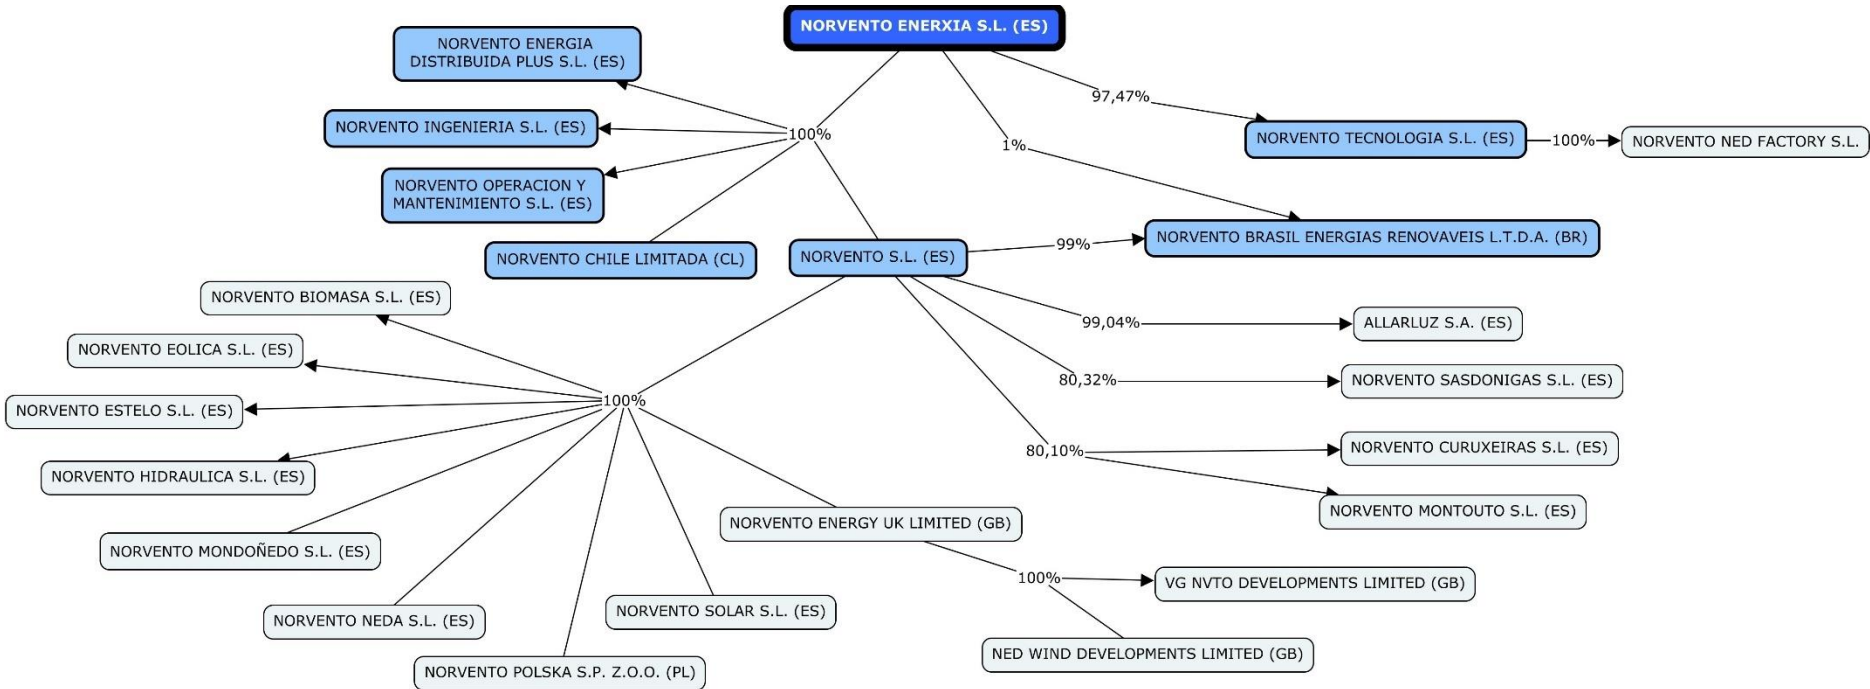 NORVENTO ENERXIA S.L. (ES)
NORVENTO ENERGIA
DISTRIBUIDA PLUS S.L. (ES)
97,47%
NORVENTO INGENIERIA S.L. (ES)
100%
1%
NORVENTO TECNOLOGIA S.L. (ES)
100%
NORVENTO NED FACTORY S.L.
NORVENTO OPERACION Y
MANTENIMIENTO S.L. (ES)
NORVENTO CHILE LIMITADA (CL)
NORVENTO S.L. (ES)
99%
NORVENTO BRASIL ENERGIAS RENOVAVEIS L.T.D.A. (BR)
NORVENTO BIOMASA S.L. (ES)
99,04%
ALLARLUZ S.A. (ES)
NORVENTO EOLICA S.L. (ES)
80,32%
NORVENTO SASDONIGAS S.L. (ES)
NORVENTO ESTELO S.L. (ES)
100%
80,10%
NORVENTO CURUXEIRAS S.L. (ES)
NORVENTO HIDRAULICA S.L. (ES)
NORVENTO MONTOUTO S.L. (ES)
NORVENTO ENERGY UK LIMITED (GB)
NORVENTO MONDOÑEDO S.L. (ES)
100%
VG NVTO DEVELOPMENTS LIMITED (GB)
NORVENTO SOLAR S.L. (ES)
NORVENTO NEDA S.L. (ES)
NED WIND DEVELOPMENTS LIMITED (GB)
NORVENTO POLSKA S.P. Z.O.O. (PL)